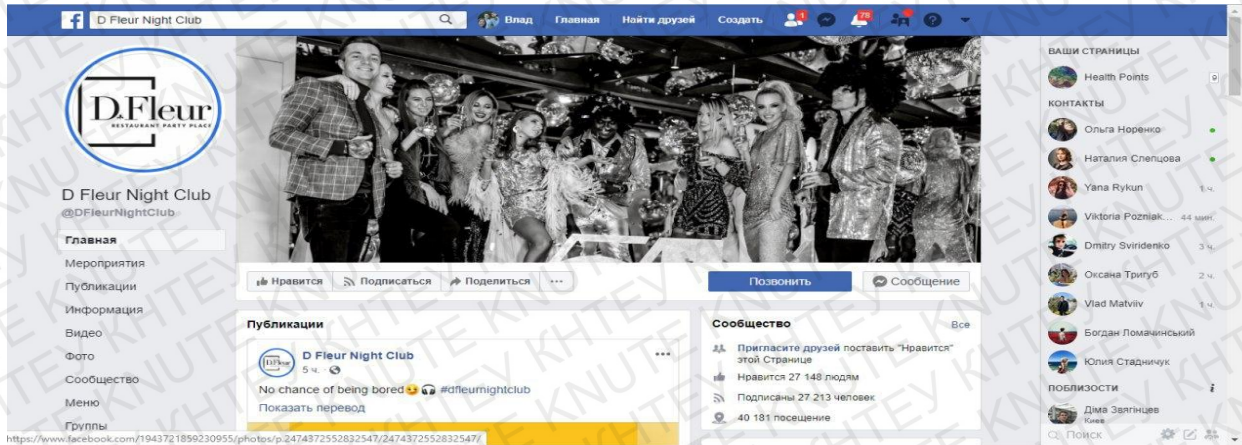 D Fleur Night Club
Влад
Главная
Найти друзей
Создать
1
78
D.Fleur
RESTAURANT PARTY PLACE
D Fleur Night Club
@DFleurNightClub
Главная
Мероприятия
Публикации
Информация
Видео
Фото
Сообщество
Меню
Группы
Нравится
Подписаться
Поделиться
Позвонить
Сообщение
Публикации
D Fleur Night Club
5 ч.
No chance of being bored #dfleurnightclub
Показать перевод
Сообщество
Все
Пригласите друзей поставить "Нравится"
этой Странице
Нравится 27 148 людям
Подписаны 27 213 человек
40 181 посещение
ВАШИ СТРАНИЦЫ
Health Points
9
КОНТАКТЫ
Ольга Норенко
Наталия Слепцова
Yana Rykun
1 ч.
Viktoria Pozniak...
44 мин.
Dmitry Sviridenko
3 ч.
Оксана Тригуб
2 ч.
Vlad Matviiv
1 ч.
Богдан Ломачинський
Юлия Стадничук
ПОБЛИЗОСТИ
Діма Звягінцев
Киев
Поиск
https://www.facebook.com/1943721859230955/photos/p.2474372552832547/2474372552832547/